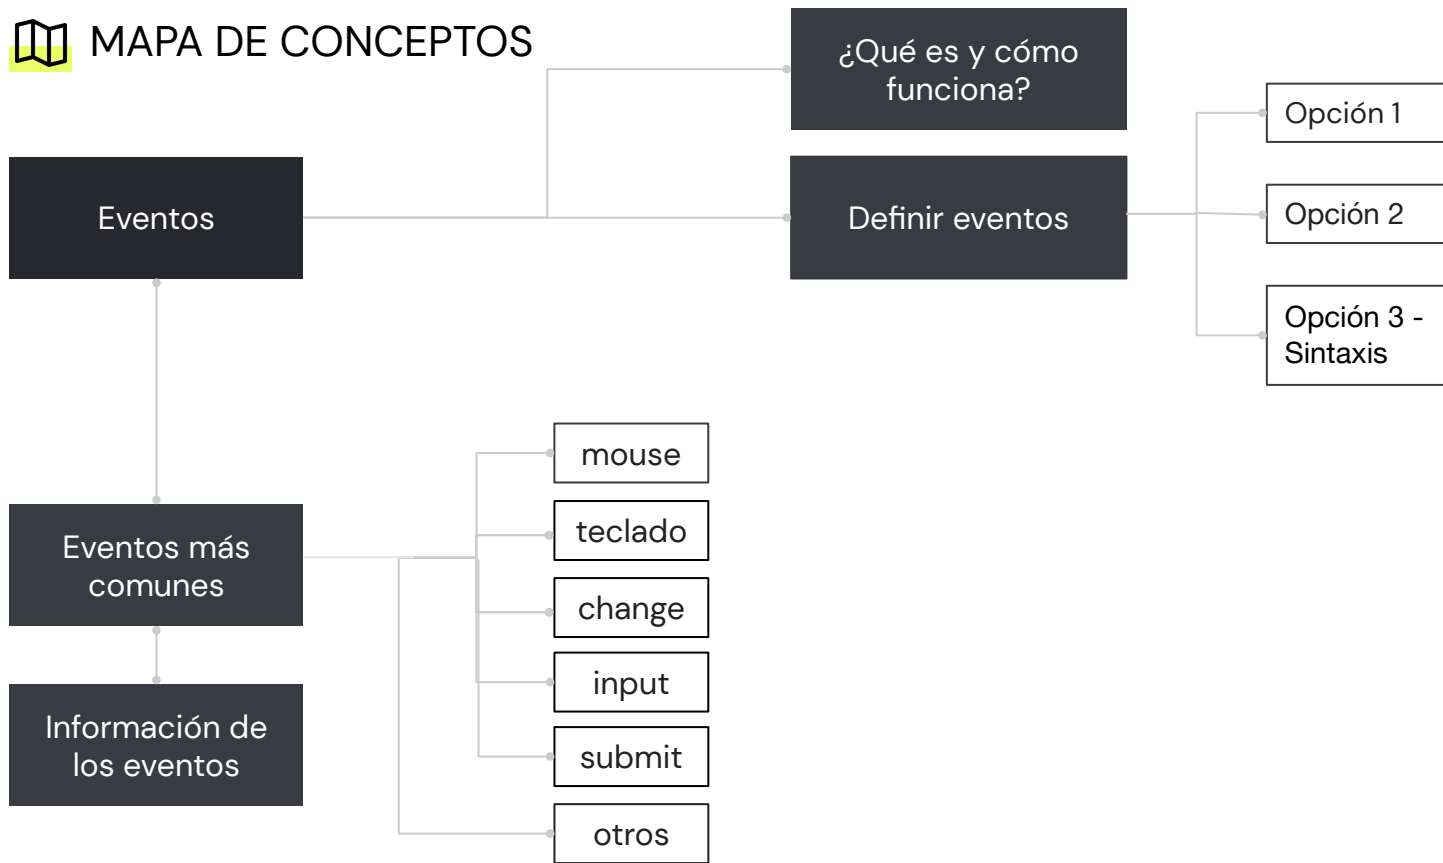 MAPA DE CONCEPTOS
¿Qué es y cómo
funciona?
Opción 1
Eventos
Definir eventos
Opción 2
Opción 3 -
Sintaxis
mouse
teclado
Eventos más
comunes
change
input
Información de
los eventos
submit
otros